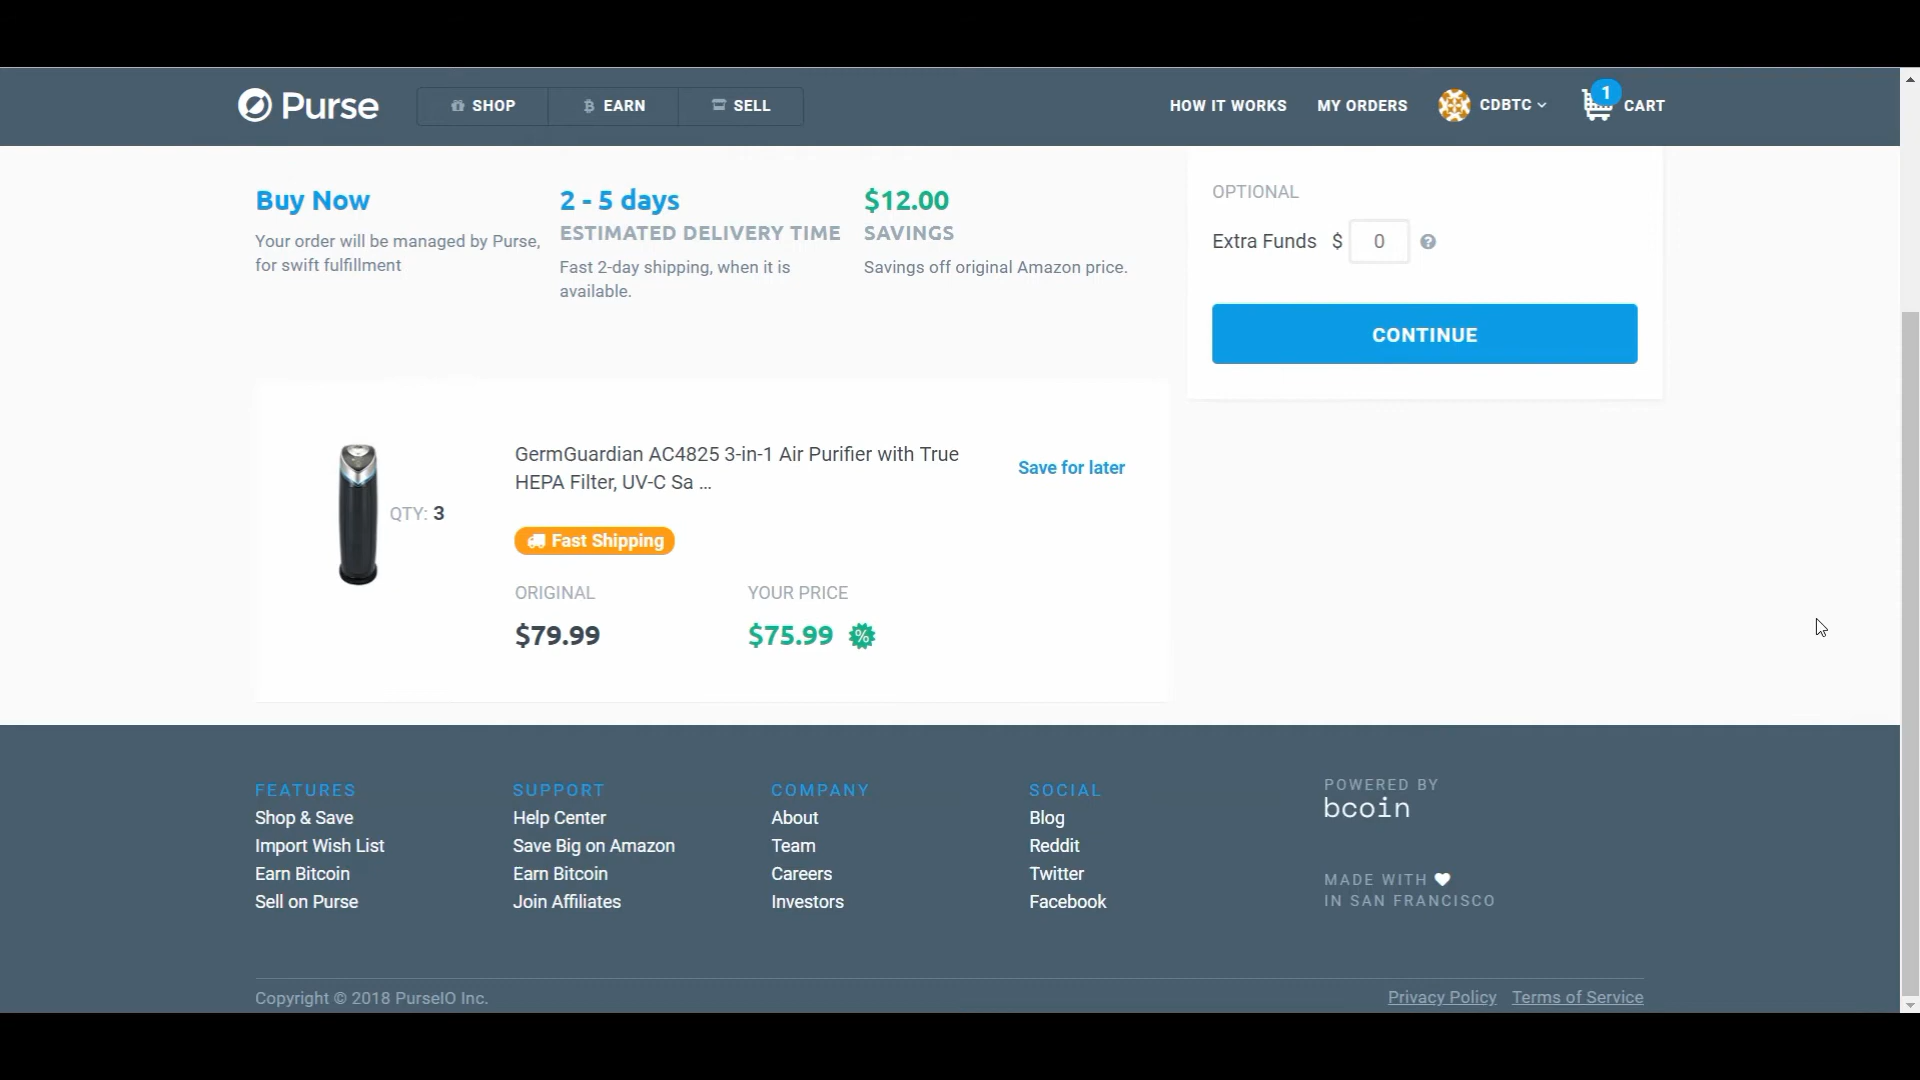 Purse
SHOP
EARN
SELL
HOW IT WORKS
MY ORDERS
CDBTC
1
CART
Buy Now
Your order will be managed by Purse,
for swift fulfillment
2 - 5 days
ESTIMATED DELIVERY TIME
Fast 2-day shipping, when it is
available.
$12.00
SAVINGS
Savings off original Amazon price.
OPTIONAL
Extra Funds $ 0 ?
CONTINUE
QTY: 3
GermGuardian AC4825 3-in-1 Air Purifier with True
HEPA Filter, UV-C Sa ...
Save for later
Fast Shipping
ORIGINAL
$79.99
YOUR PRICE
$75.99 %
FEATURES
Shop & Save
Import Wish List
Earn Bitcoin
Sell on Purse
SUPPORT
Help Center
Save Big on Amazon
Earn Bitcoin
Join Affiliates
COMPANY
About
Team
Careers
Investors
SOCIAL
Blog
Reddit
Twitter
Facebook
POWERED BY
bcoin
MADE WITH
IN SAN FRANCISCO
Copyright © 2018 PurseIO Inc.
Privacy Policy
Terms of Service